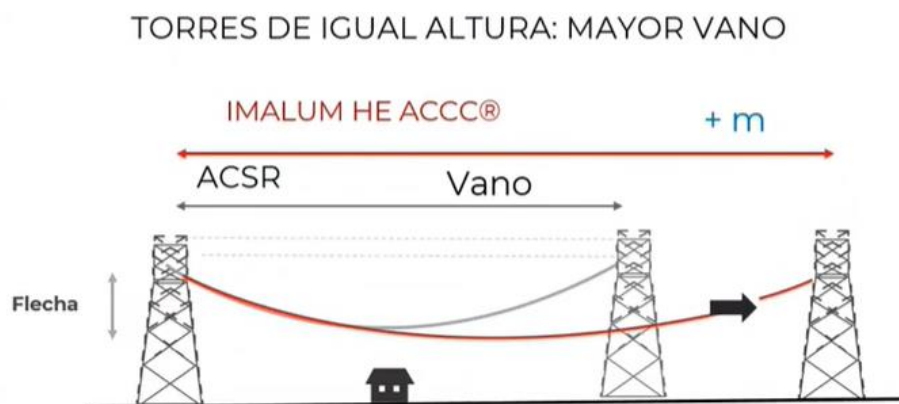 TORRES DE IGUAL ALTURA: MAYOR VANO
IMALUM HE ACCC®
+ m
ACSR
Vano
Flecha